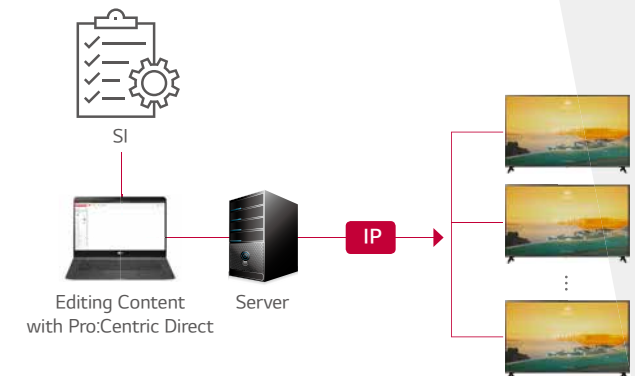 SI
IP
Editing Content
with Pro:Centric Direct
Server